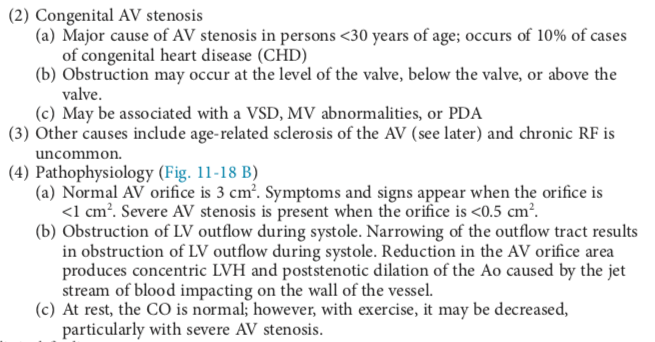 (2) Congenital AV stenosis
(a) Major cause of AV stenosis in persons <30 years of age; occurs of 10% of cases
of congenital heart disease (CHD)
(b) Obstruction may occur at the level of the valve, below the valve, or above the
valve.
(c) May be associated with a VSD, MV abnormalities, or PDA
(3) Other causes include age-related sclerosis of the AV (see later) and chronic RF is
uncommon.
(4) Pathophysiology (Fig. 11-18 B)
(a) Normal AV orifice is 3 cm². Symptoms and signs appear when the orifice is
<1 cm². Severe AV stenosis is present when the orifice is <0.5 cm².
(b) Obstruction of LV outflow during systole. Narrowing of the outflow tract results
in obstruction of LV outflow during systole. Reduction in the AV orifice area
produces concentric LVH and poststenotic dilation of the Ao caused by the jet
stream of blood impacting on the wall of the vessel.
(c) At rest, the CO is normal; however, with exercise, it may be decreased,
particularly with severe AV stenosis.